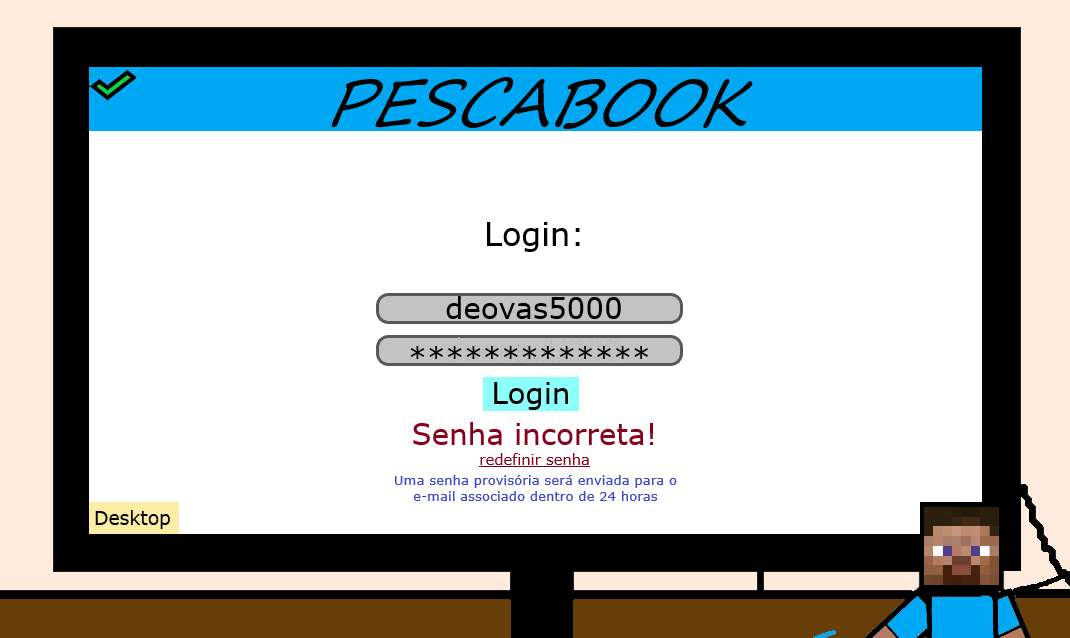 PESCABOOK
Login:
deovas5000
*************
Login
Senha incorreta!
redefinir senha
Uma senha provisória será enviada para o
e-mail associado dentro de 24 horas
Desktop